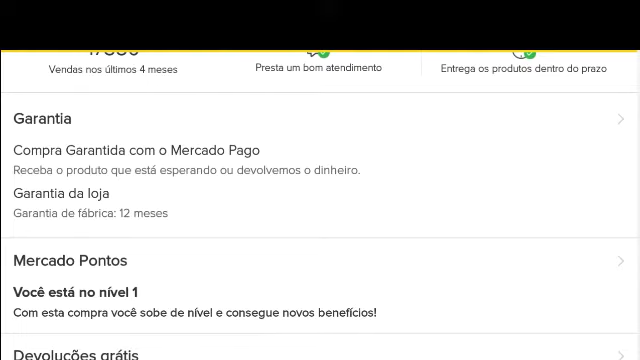 Vendas nos últimos 4 meses
Presta um bom atendimento
Entrega os produtos dentro do prazo
Garantia
Compra Garantida com o Mercado Pago
Receba o produto que está esperando ou devolvemos o dinheiro.
Garantia da loja
Garantia de fábrica: 12 meses
Mercado Pontos
Você está no nível 1
Com esta compra você sobe de nível e consegue novos benefícios!
Devoluções grátis